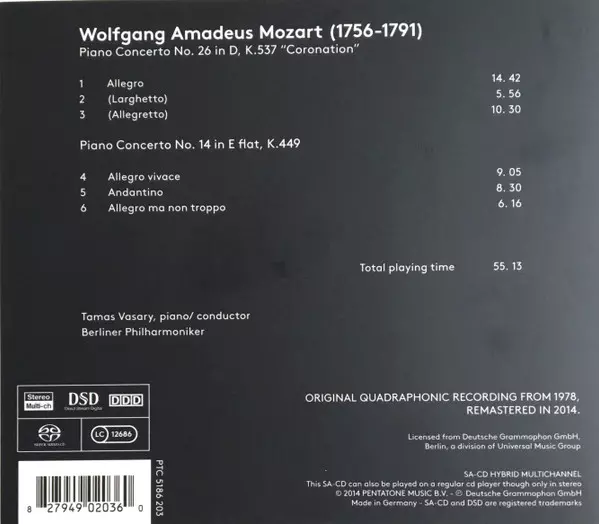 Wolfgang Amadeus Mozart (1756-1791)
Piano Concerto No. 26 in D, K.537 “Coronation”
1 Allegro 14. 42
2 (Larghetto) 5. 56
3 (Allegretto) 10. 30
Piano Concerto No. 14 in E flat, K.449
4 Allegro vivace 9. 05
5 Andantino 8. 30
6 Allegro ma non troppo 6. 16
Total playing time 55. 13
Tamas Vasary, piano/ conductor
Berliner Philharmoniker
Stereo
Multi-ch
DSD
Direct Stream Digital
DDD
SUPER AUDIO CD
LC 12686
ORIGINAL QUADRAPHONIC RECORDING FROM 1978,
REMASTERED IN 2014.
Licensed from Deutsche Grammophon GmbH,
Berlin, a division of Universal Music Group
PTC 5186 203
8 27949 02036 0
SA-CD HYBRID MULTICHANNEL
This SA-CD can also be played on a regular cd player though only in stereo
© 2014 PENTATONE MUSIC B.V. - ℗ Deutsche Grammophon GmbH
Made in Germany - SA-CD and DSD are registered trademarks